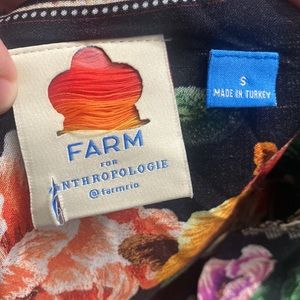 FARM
FOR
ANTHROPOLOGIE
@farmrio
S
MADE IN TURKEY